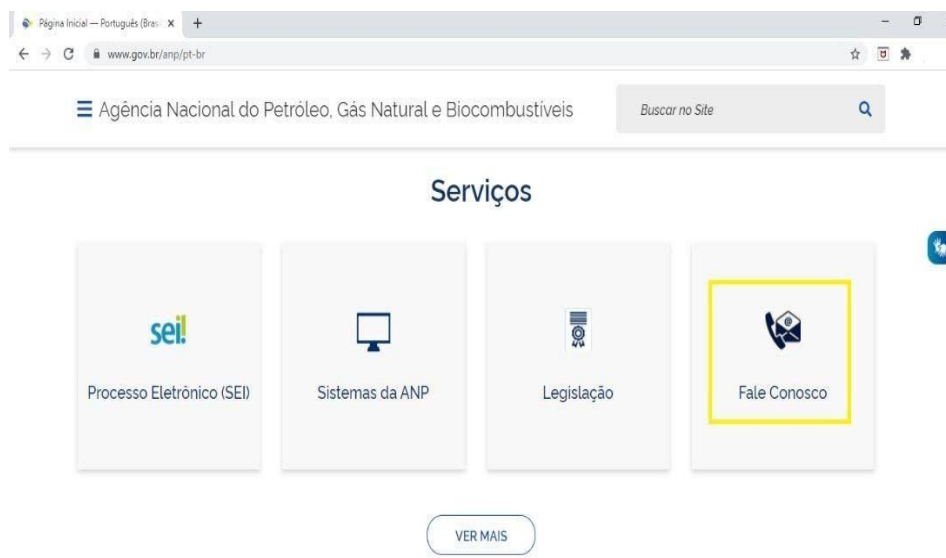 Página Inicial — Português (Bras
www.gov.br/anp/pt-br
Agência Nacional do Petróleo, Gás Natural e Biocombustíveis
Buscar no Site
Serviços
sei!
Processo Eletrônico (SEI)
Sistemas da ANP
Legislação
Fale Conosco
VER MAIS